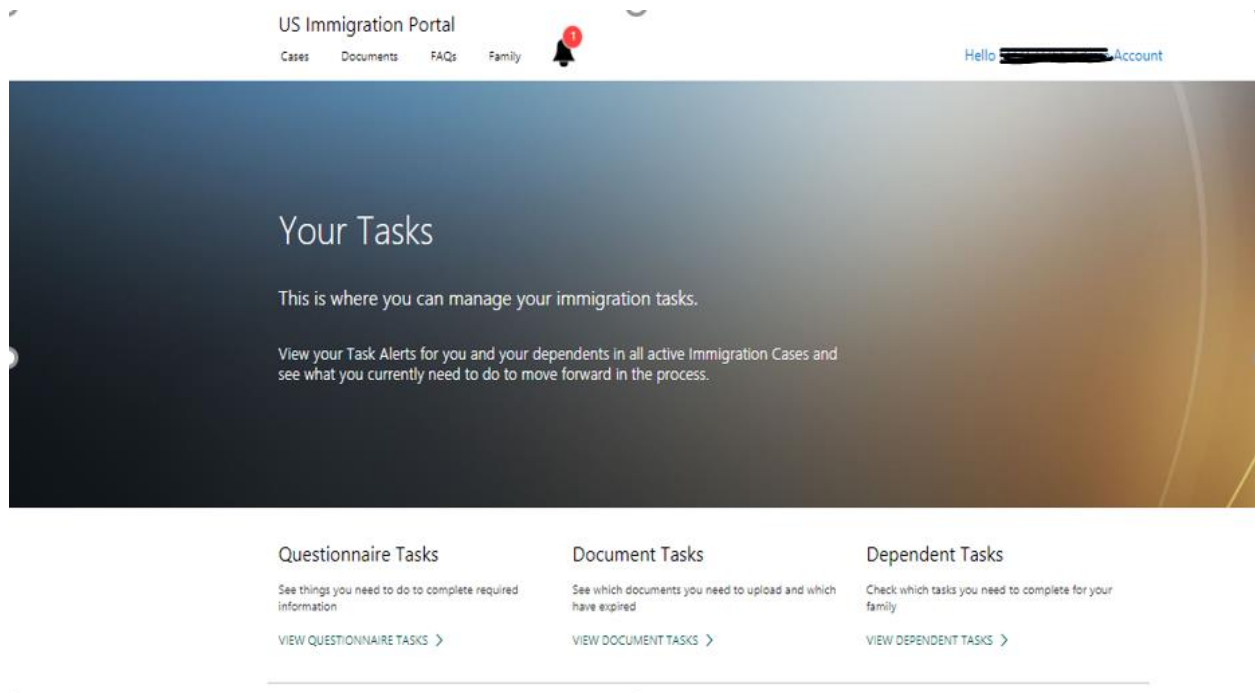 US Immigration Portal
Cases Documents FAQs Family 1
Hello Account
Your Tasks
This is where you can manage your immigration tasks.
View your Task Alerts for you and your dependents in all active Immigration Cases and
see what you currently need to do to move forward in the process.
Questionnaire Tasks
See things you need to do to complete required
information
VIEW QUESTIONNAIRE TASKS >
Document Tasks
See which documents you need to upload and which
have expired
VIEW DOCUMENT TASKS >
Dependent Tasks
Check which tasks you need to complete for your
family
VIEW DEPENDENT TASKS >